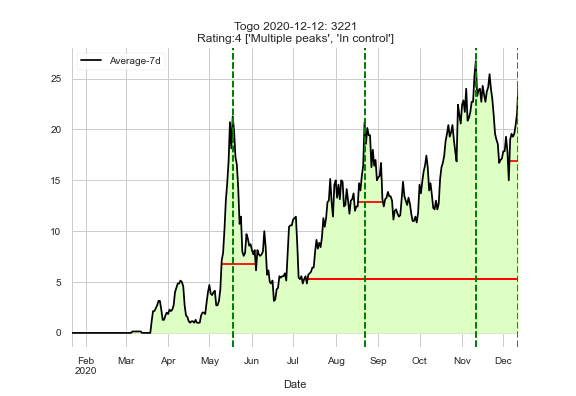 Togo 2020-12-12: 3221
Rating:4 ['Multiple peaks', 'In control']
Average-7d
25
20
15
10
5
0
Feb Mar Apr May Jun Jul Aug Sep Oct Nov Dec
2020
Date